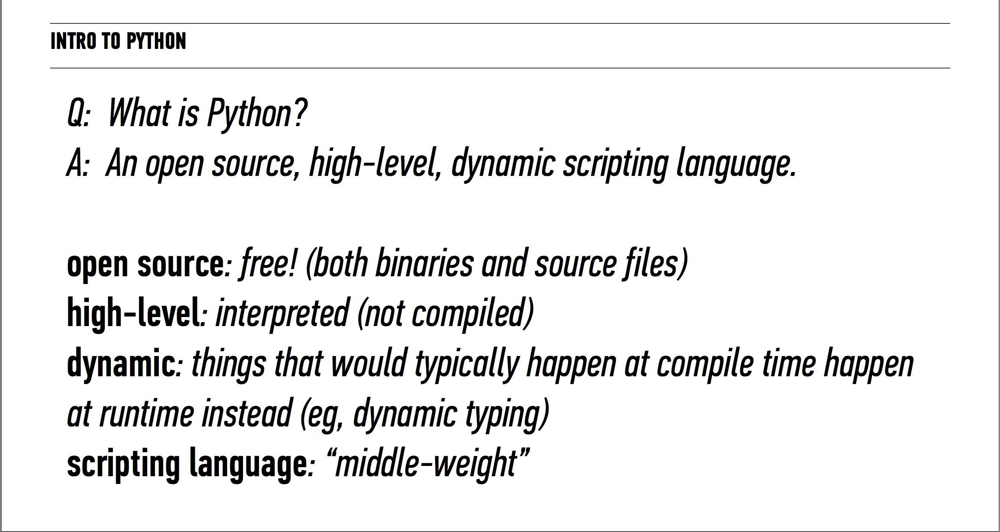 INTRO TO PYTHON
Q: What is Python?
A: An open source, high-level, dynamic scripting language.
open source: free! (both binaries and source files)
high-level: interpreted (not compiled)
dynamic: things that would typically happen at compile time happen
at runtime instead (eg, dynamic typing)
scripting language: “middle-weight”